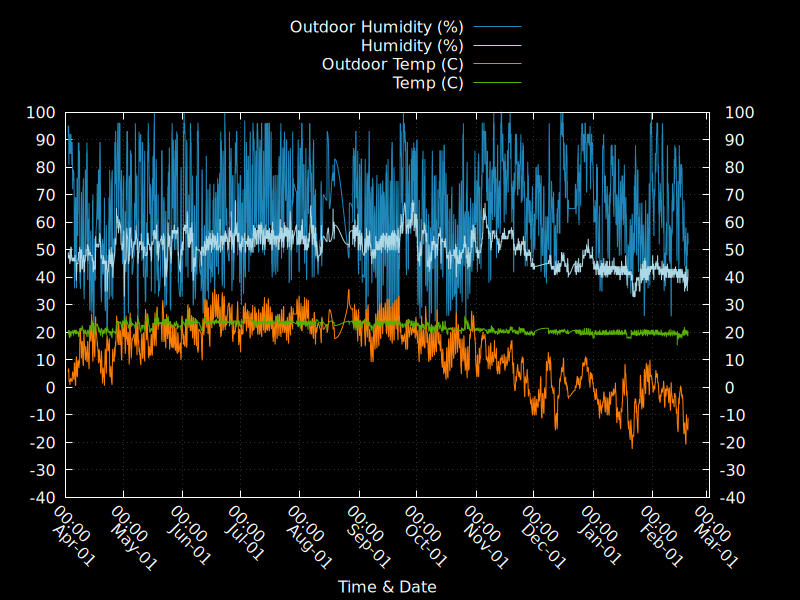 Outdoor Humidity (%)
Humidity (%)
Outdoor Temp (C)
Temp (C)
100 100
90 90
80 80
70 70
60 60
50 50
40 40
30 30
20 20
10 10
0 0
-10 -10
-20 -20
-30 -30
-40 -40
00:00 00:00 00:00 00:00 00:00 00:00 00:00 00:00 00:00 00:00 00:00 00:00
Apr-01 May-01 Jun-01 Jul-01 Aug-01 Sep-01 Oct-01 Nov-01 Dec-01 Jan-01 Feb-01 Mar-01
Time & Date